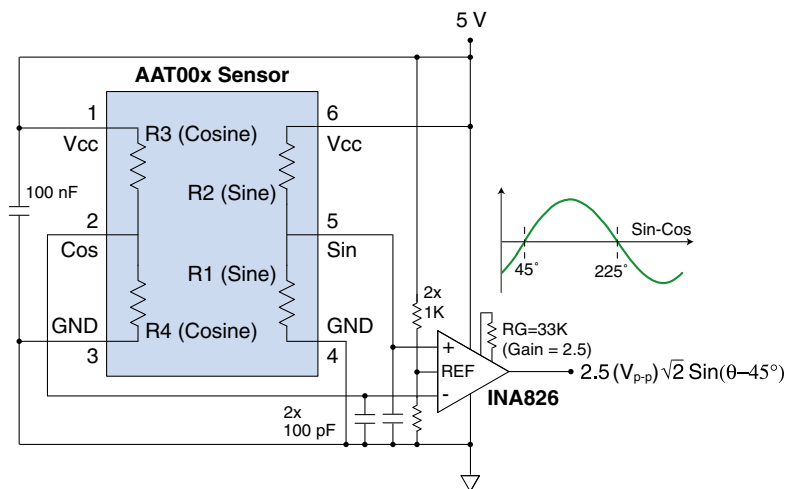 5 V
AAT00x Sensor
1
6
R3 (Cosine)
Vcc
Vcc
R2 (Sine)
100 nF
2
5
Cos
Sin
Sin-Cos
45°
225°
R1 (Sine)
2x
1K
GND
GND
R4 (Cosine)
3
4
RG=33K
(Gain = 2.5)
+
REF
-
2.5 (Vp-p) √2 Sin(θ–45°)
INA826
2x
100 pF